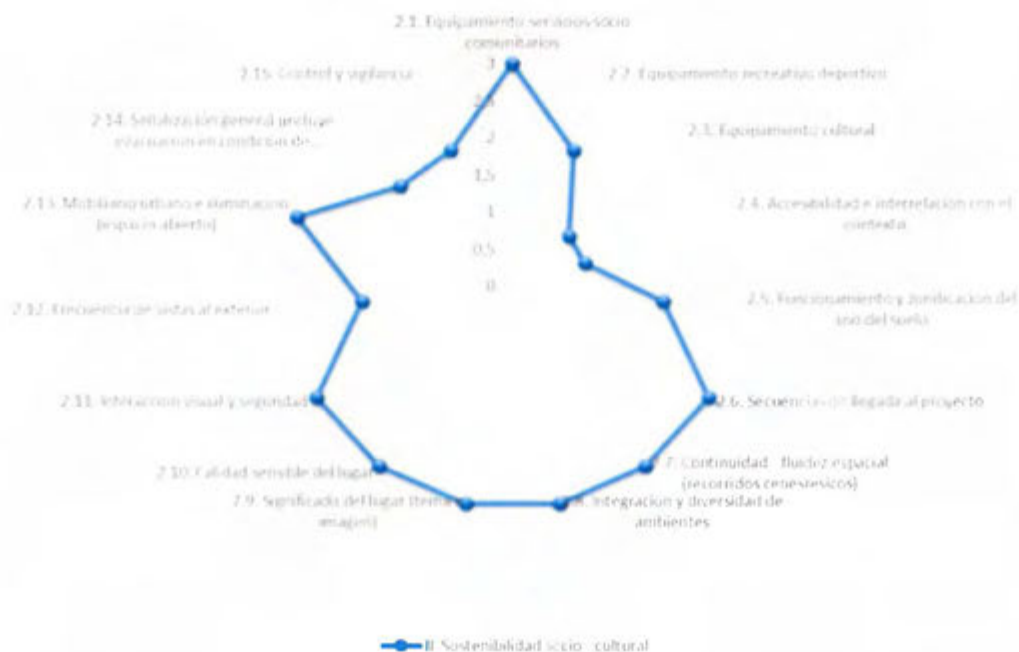 2.1. Equipamiento servicios socio
comunitarios
2.2. Equipamiento recreativo deportivo
2.3. Equipamiento cultural
2.4. Accesibilidad e interrelación con el
contexto
2.5. Funcionamiento y zonificación del
uso del suelo
2.6. Secuencias de llegada al proyecto
2.7. Continuidad - fluidez espacial
(recorridos cenestesicos)
2.8. Integración y diversidad de
ambientes
2.9. Significado del lugar
imagen)
2.10. Calidad sensible del lugar
2.11. Interacción visual y seguridad
2.12. Frecuencia de vistas al exterior
2.13. Mobiliario urbano e iluminación
(espacio abierto)
2.14. Señalización general
evacuación en condición de...
2.15. Control y vigilancia
3
2,5
2
1,5
1
0,5
0
II. Sostenibilidad socio - cultural